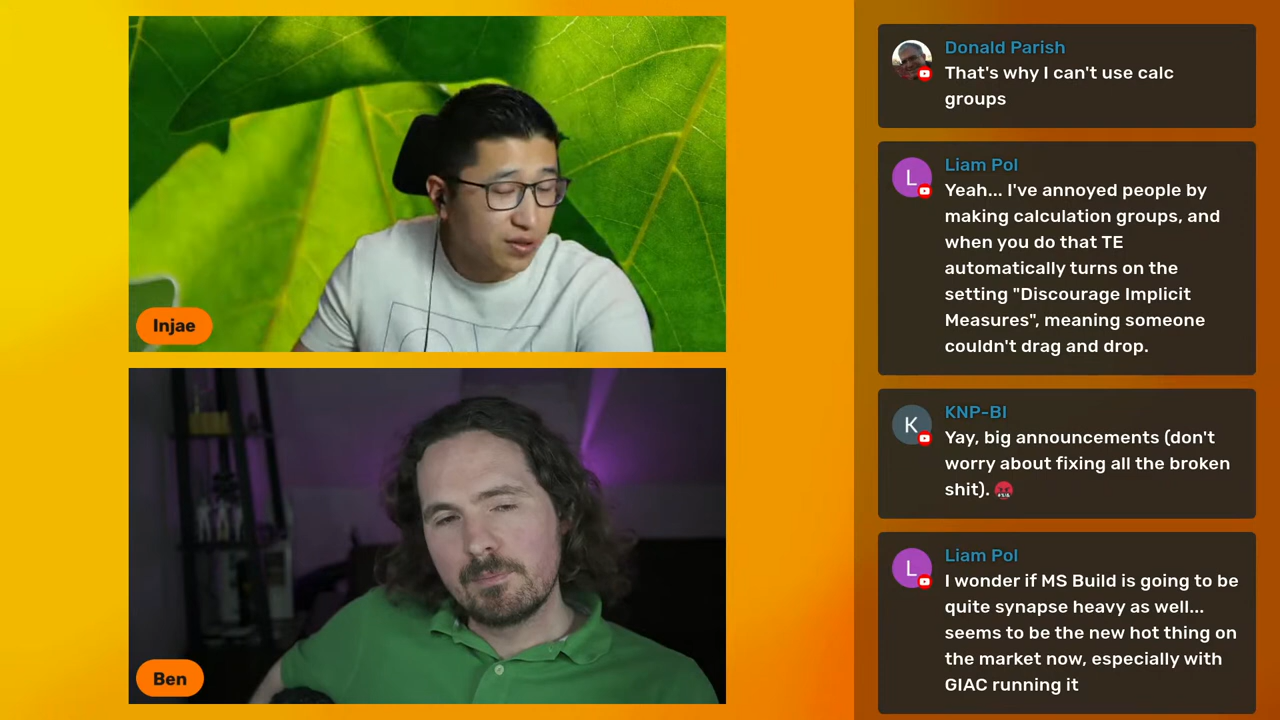 Injae
Ben
Donald Parish
That's why I can't use calc
groups
L
Liam Pol
Yeah... I've annoyed people by
making calculation groups, and
when you do that TE
automatically turns on the
setting "Discourage Implicit
Measures", meaning someone
couldn't drag and drop.
K
KNP-BI
Yay, big announcements (don't
worry about fixing all the broken
shit). 🤬
L
Liam Pol
I wonder if MS Build is going to be
quite synapse heavy as well...
seems to be the new hot thing on
the market now, especially with
GIAC running it